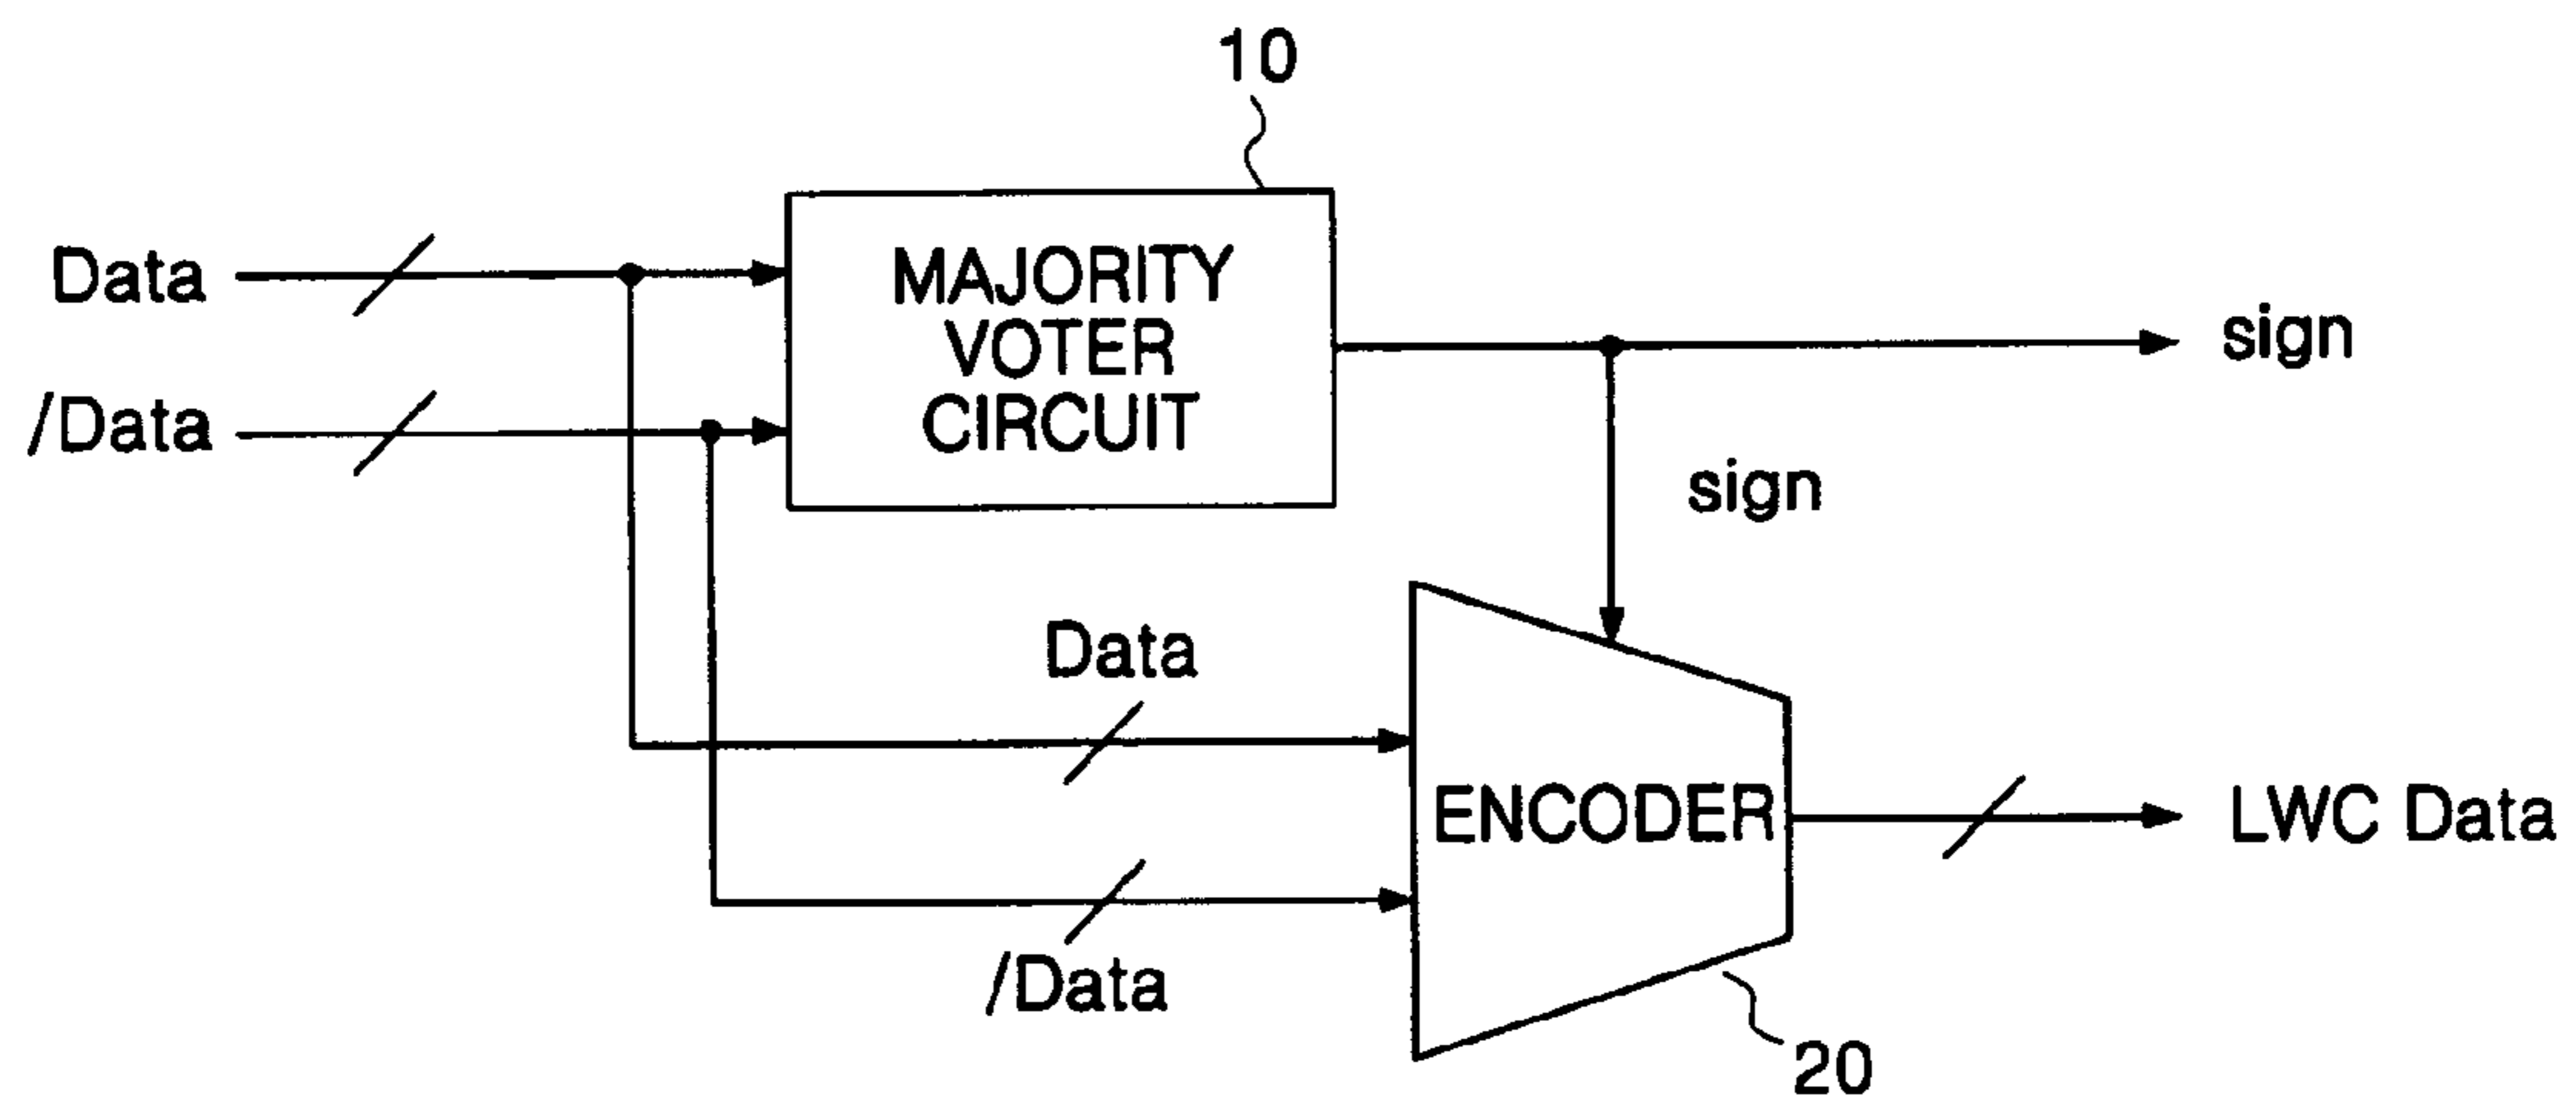 10
Data
/Data
MAJORITY
VOTER
CIRCUIT
sign
sign
Data
/Data
ENCODER
LWC Data
20